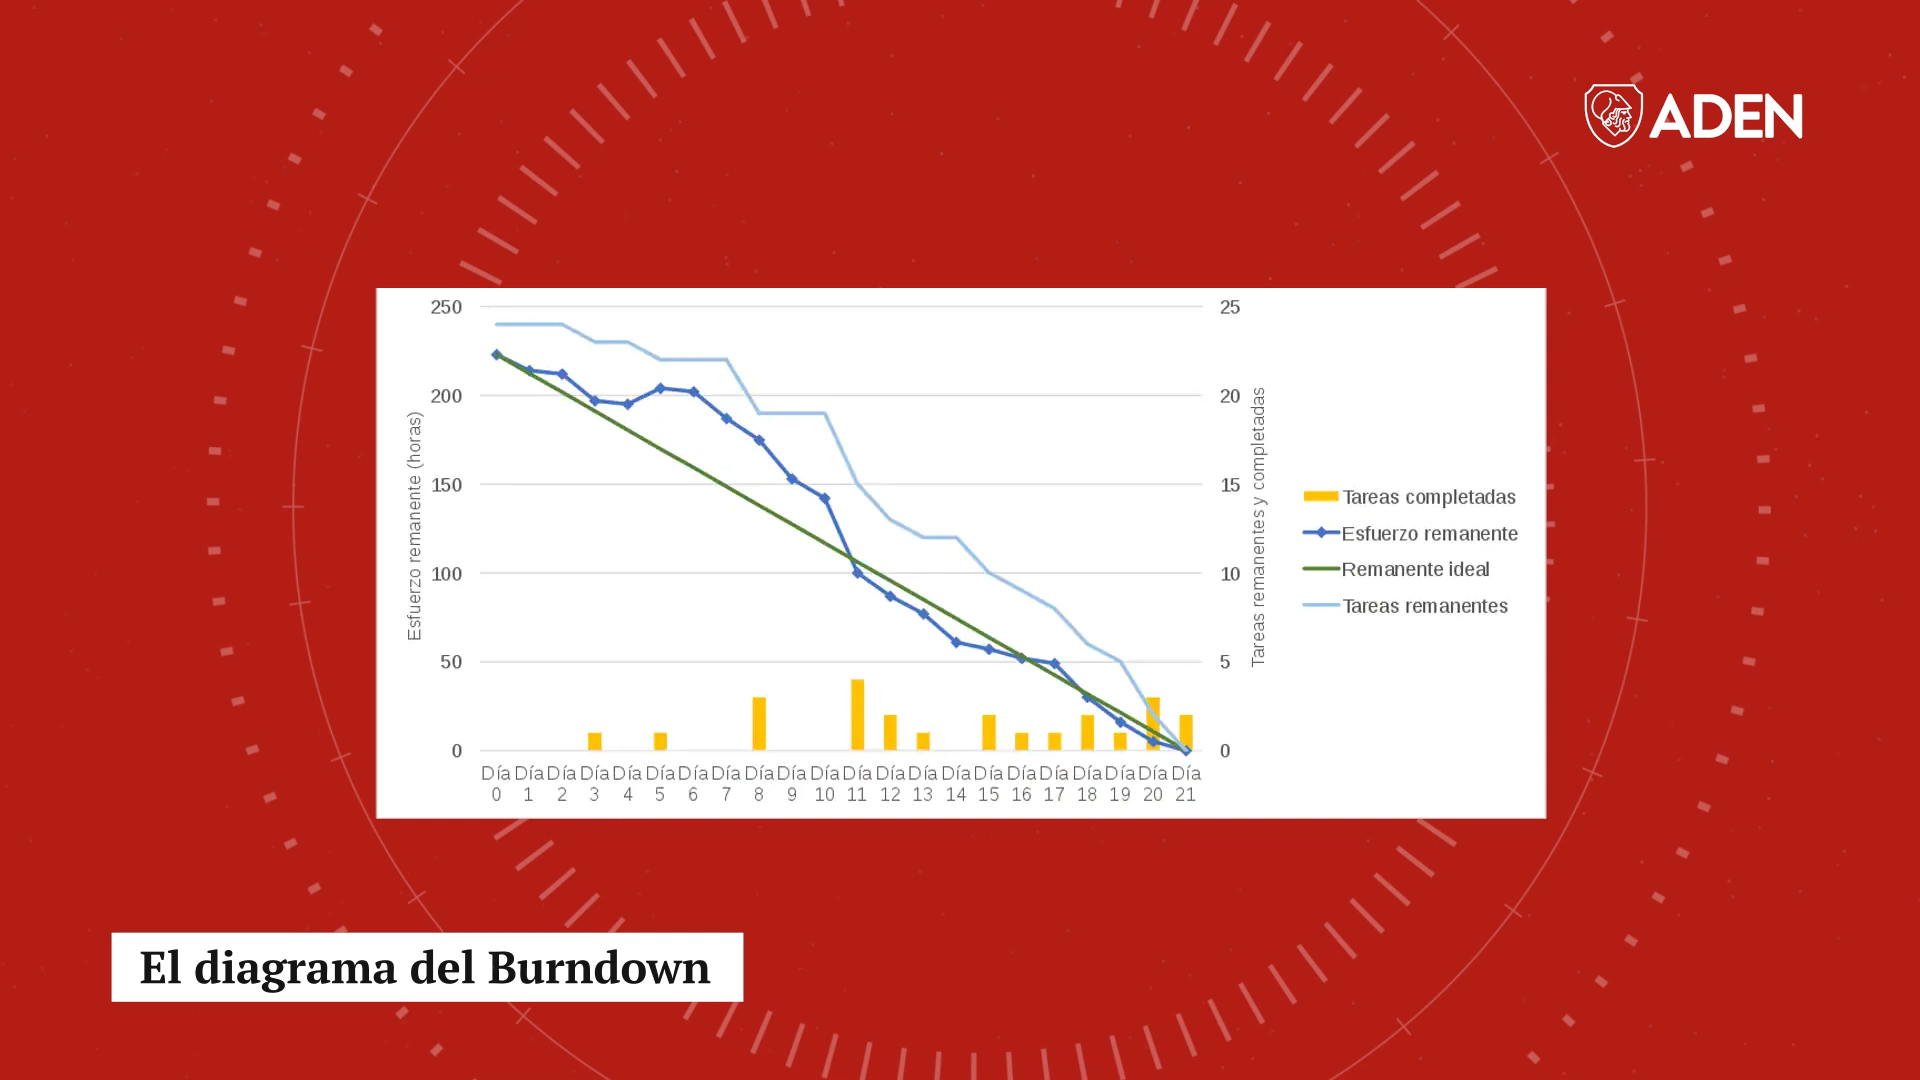 ADEN
250
200
150
100
50
0
Esfuerzo remanente (horas)
25
20
15
10
5
0
Tareas remanentes y completadas
Día Día Día Día Día Día Día Día Día Día Día Día Día Día Día Día Día Día Día Día Día Día
0 1 2 3 4 5 6 7 8 9 10 11 12 13 14 15 16 17 18 19 20 21
Tareas completadas
Esfuerzo remanente
Remanente ideal
Tareas remanentes
El diagrama del Burndown